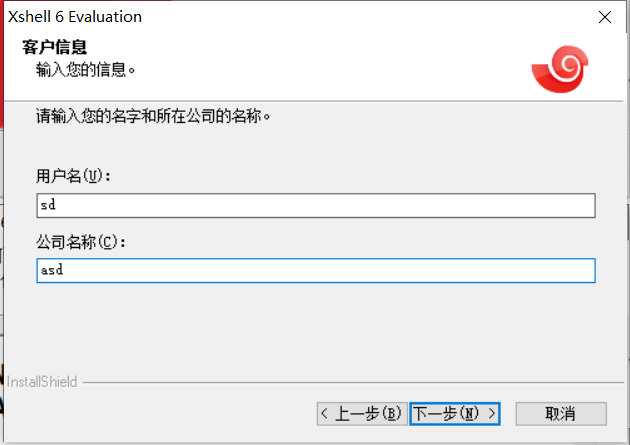 Xshell 6 Evaluation
客户信息
输入您的信息。
请输入您的名字和所在公司的名称。
用户名(U)：
sd
公司名称(C)：
asd
InstallShield
< 上一步(B) 下一步(N) > 取消